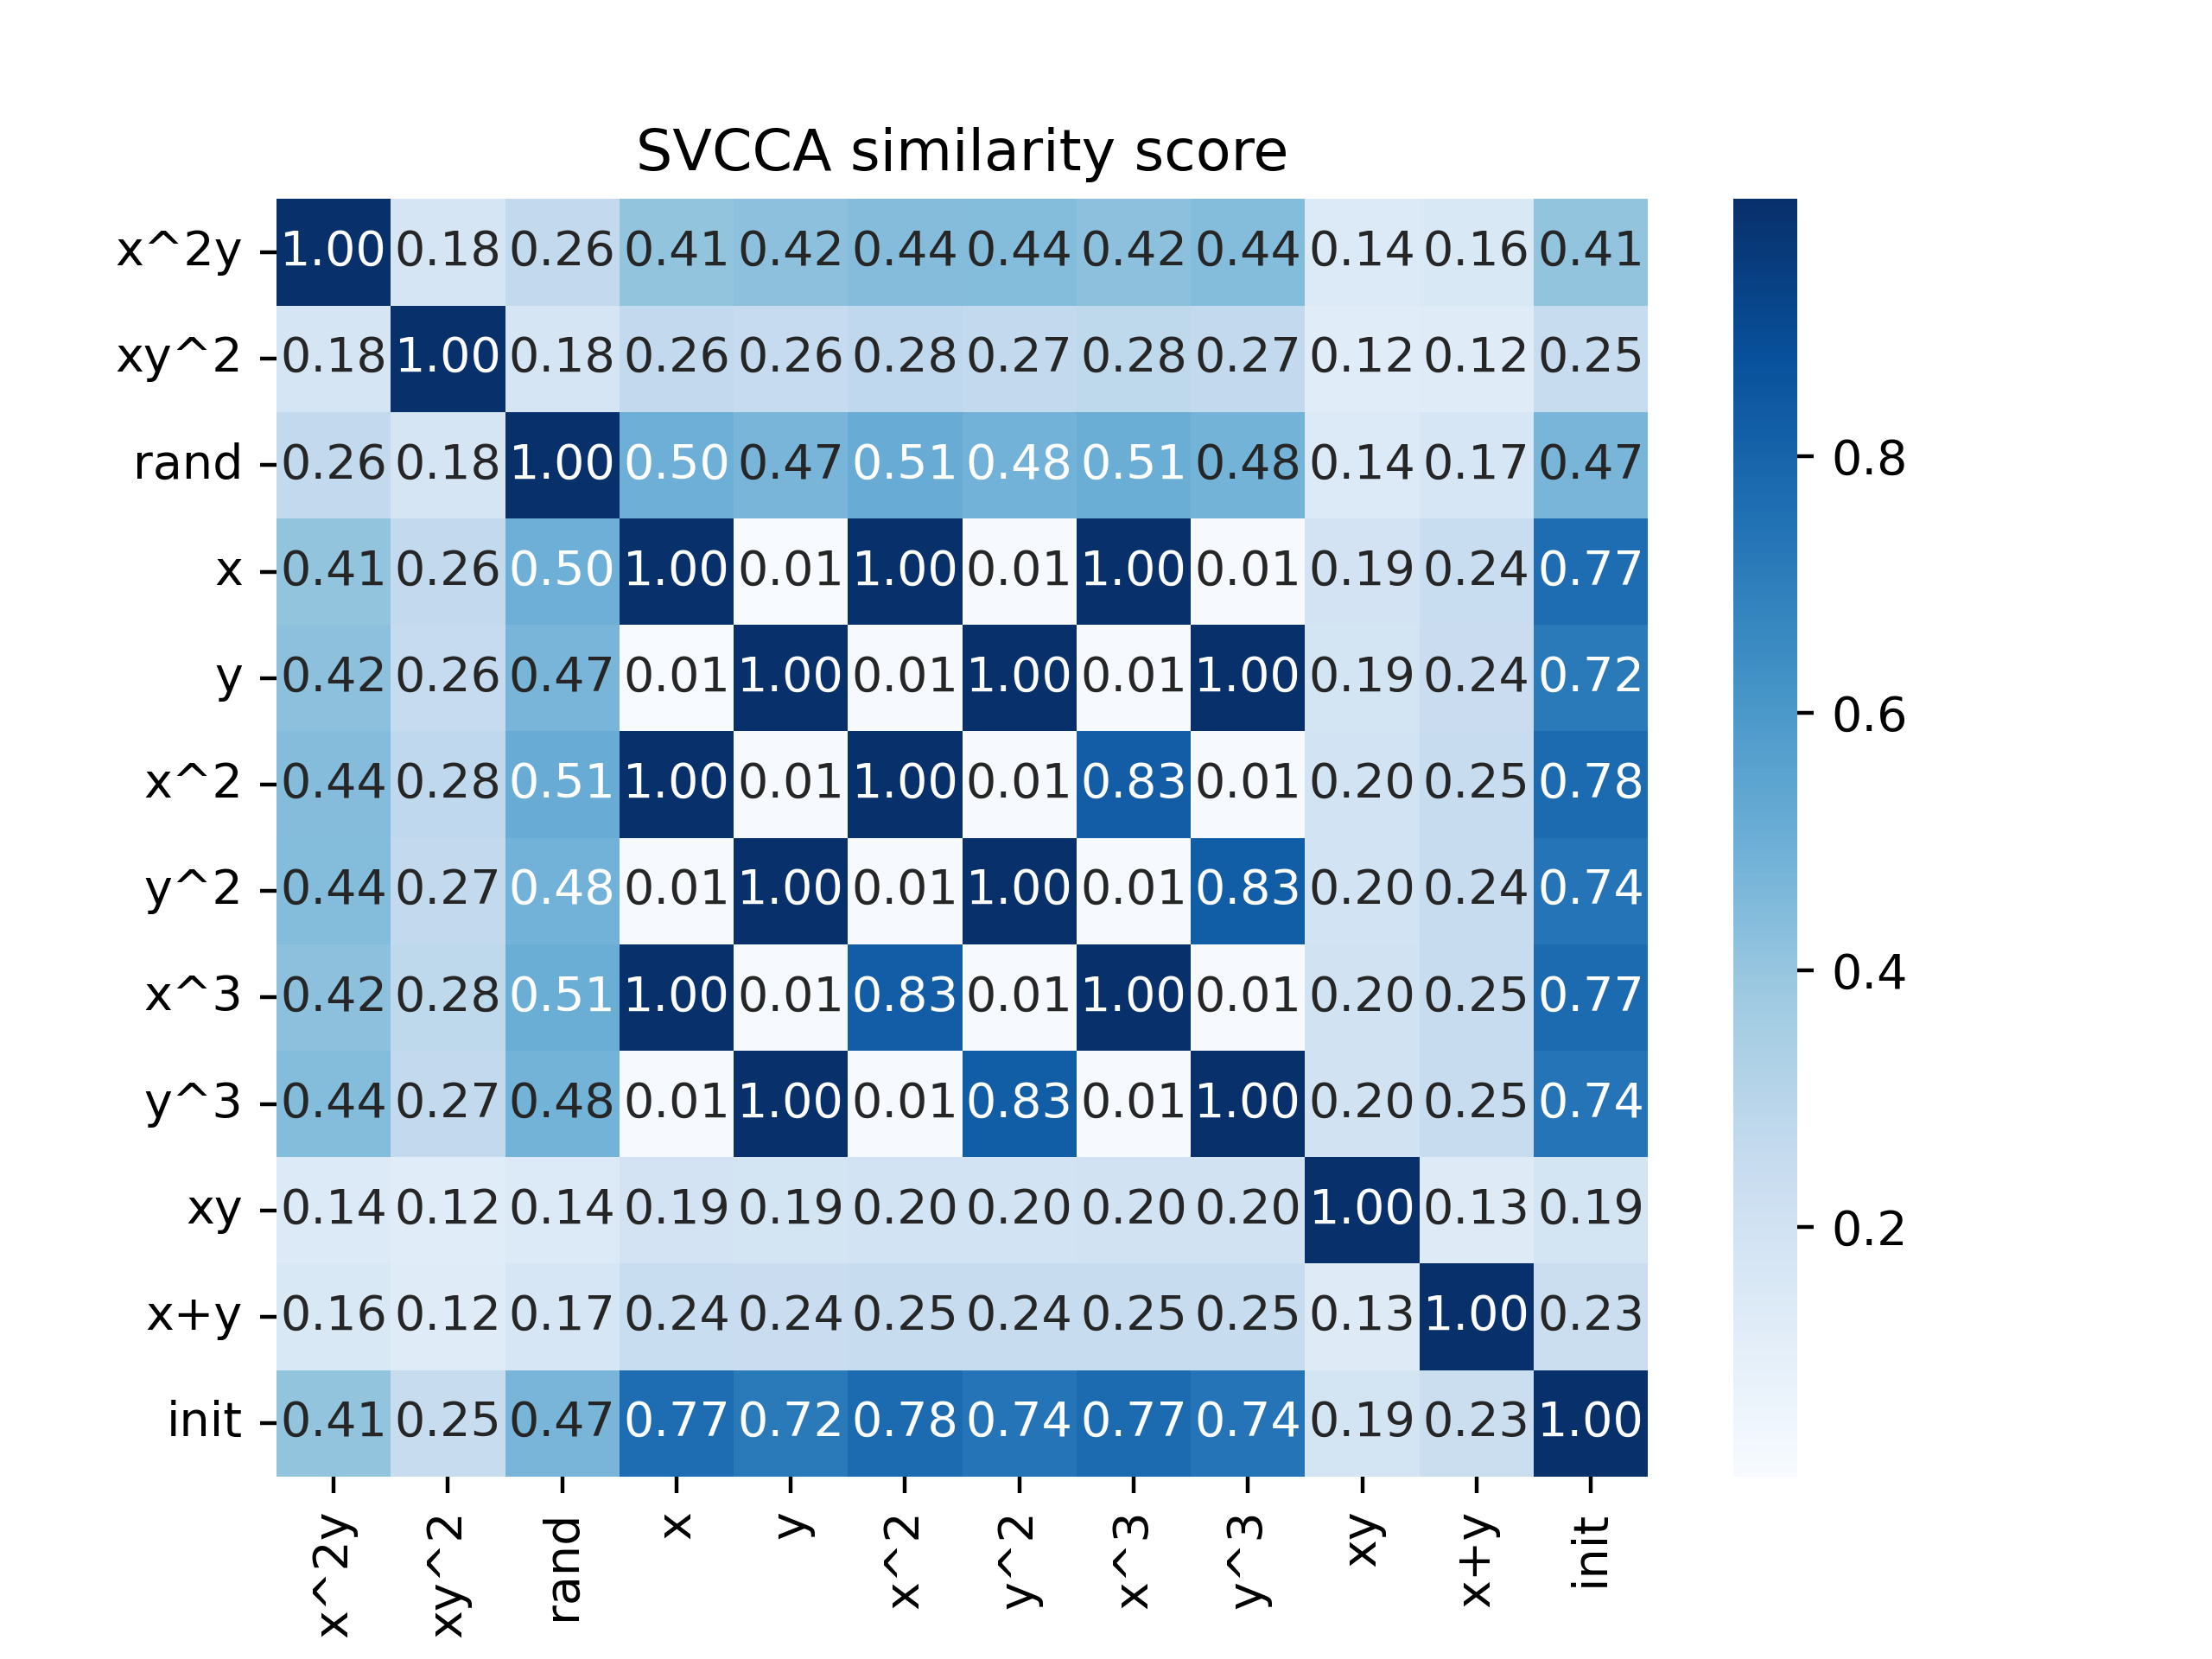 SVCCA similarity score
x^2y 1.00 0.18 0.26 0.41 0.42 0.44 0.44 0.42 0.44 0.14 0.16 0.41
xy^2 0.18 1.00 0.18 0.26 0.26 0.28 0.27 0.28 0.27 0.12 0.12 0.25
rand 0.26 0.18 1.00 0.50 0.47 0.51 0.48 0.51 0.48 0.14 0.17 0.47
x 0.41 0.26 0.50 1.00 0.01 1.00 0.01 1.00 0.01 0.19 0.24 0.77
y 0.42 0.26 0.47 0.01 1.00 0.01 1.00 0.01 1.00 0.19 0.24 0.72
x^2 0.44 0.28 0.51 1.00 0.01 1.00 0.01 0.83 0.01 0.20 0.25 0.78
y^2 0.44 0.27 0.48 0.01 1.00 0.01 1.00 0.01 0.83 0.20 0.24 0.74
x^3 0.42 0.28 0.51 1.00 0.01 0.83 0.01 1.00 0.01 0.20 0.25 0.77
y^3 0.44 0.27 0.48 0.01 1.00 0.01 0.83 0.01 1.00 0.20 0.25 0.74
xy 0.14 0.12 0.14 0.19 0.19 0.20 0.20 0.20 0.20 1.00 0.13 0.19
x+y 0.16 0.12 0.17 0.24 0.24 0.25 0.24 0.25 0.25 0.13 1.00 0.23
init 0.41 0.25 0.47 0.77 0.72 0.78 0.74 0.77 0.74 0.19 0.23 1.00
x^2y xy^2 rand x y x^2 y^2 x^3 y^3 xy x+y init
0.8
0.6
0.4
0.2